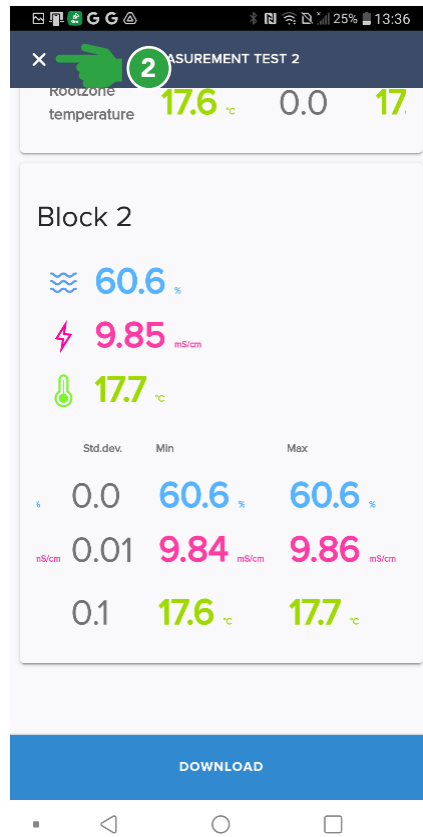 25% 13:36
2
ASUREMENT TEST 2
Rootzone
temperature 17.6 °C 0.0 17.
Block 2
60.6 %
9.85 mS/cm
17.7 °C
Std.dev. Min Max
% 0.0 60.6 % 60.6 %
mS/cm 0.01 9.84 mS/cm 9.86 mS/cm
0.1 17.6 °C 17.7 °C
DOWNLOAD